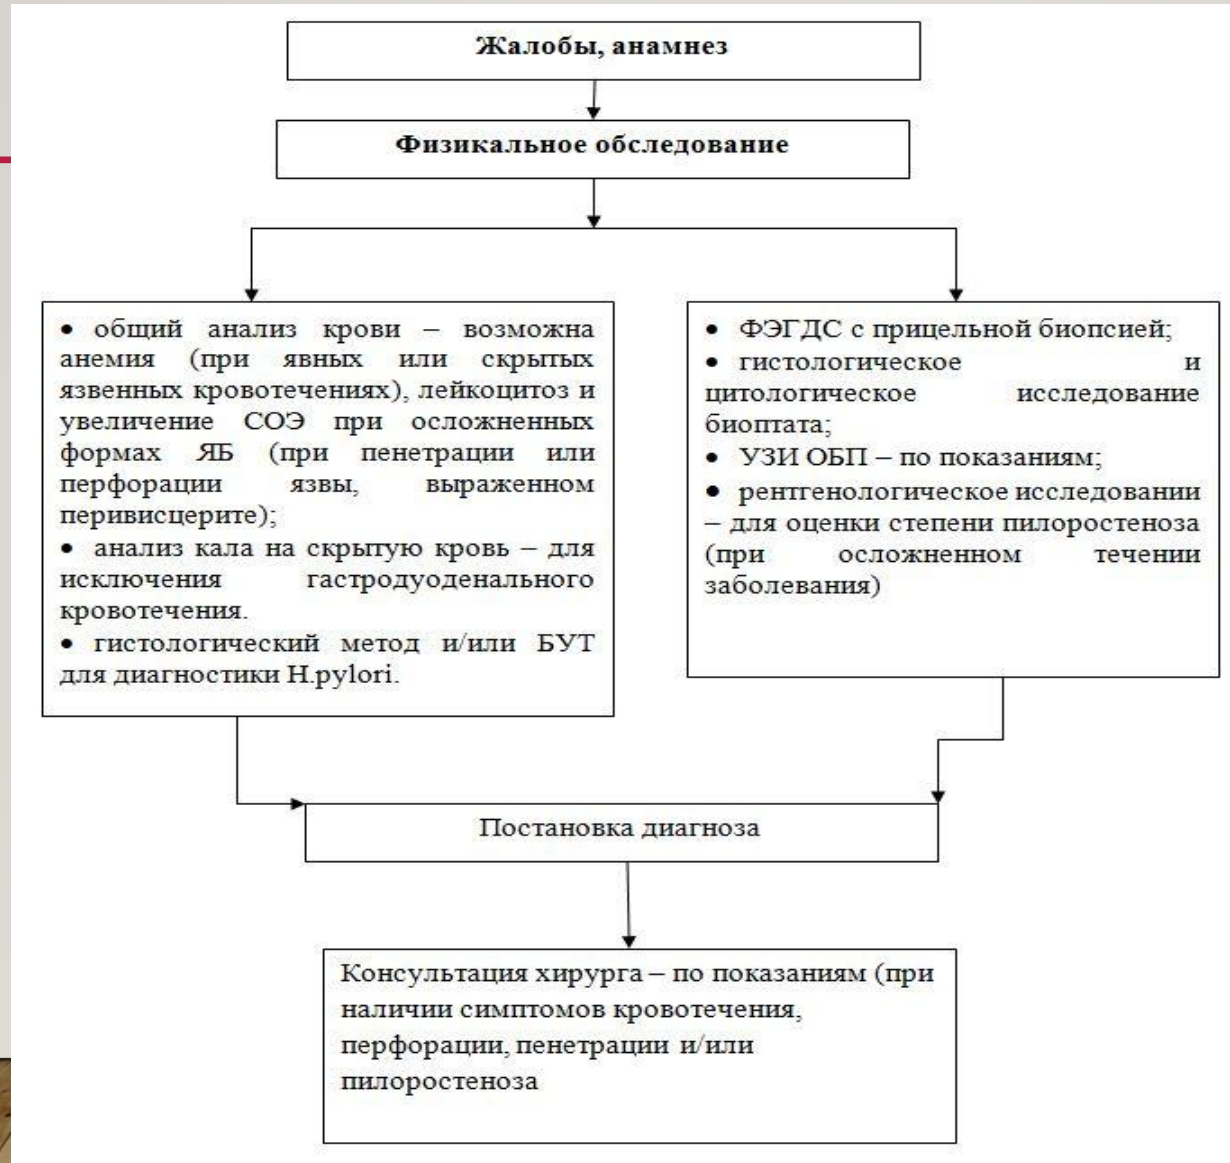 Жалобы, анамнез
Физикальное обследование
• общий анализ крови – возможна
анемия (при явных или скрытых
язвенных кровотечениях), лейкоцитоз и
увеличение СОЭ при осложненных
формах ЯБ (при пенетрации или
перфорации язвы, выраженном
перивисцерите);
• анализ кала на скрытую кровь – для
исключения гастродуоденального
кровотечения.
• гистологический метод и/или БУТ
для диагностики H.pylori.
• ФЭГДС с прицельной биопсией;
• гистологическое и
цитологическое исследование
биоптата;
• УЗИ ОБП – по показаниям;
• рентгенологическое исследовании
– для оценки степени пилоростеноза
(при осложненном течении
заболевания)
Постановка диагноза
Консультация хирурга – по показаниям (при
наличии симптомов кровотечения,
перфорации, пенетрации и/или
пилоростеноза